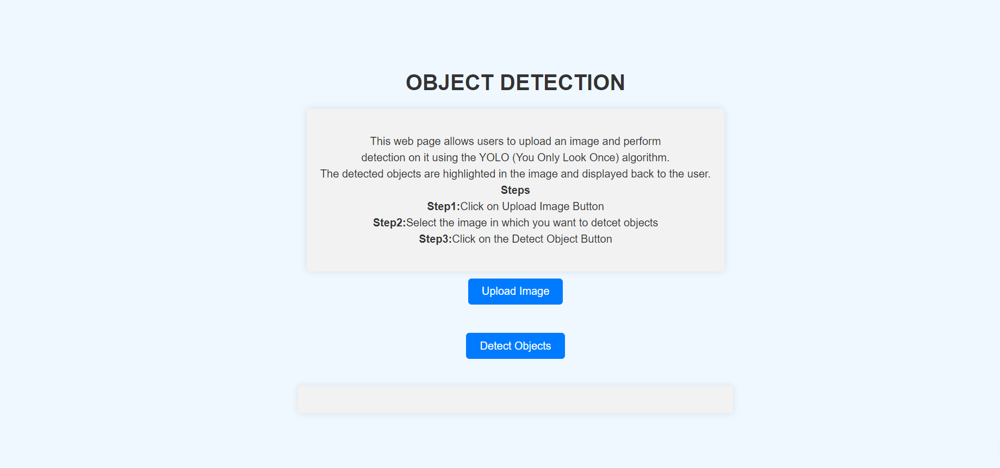 OBJECT DETECTION
This web page allows users to upload an image and perform
detection on it using the YOLO (You Only Look Once) algorithm.
The detected objects are highlighted in the image and displayed back to the user.
Steps
Step1:Click on Upload Image Button
Step2:Select the image in which you want to detcet objects
Step3:Click on the Detect Object Button
Upload Image
Detect Objects